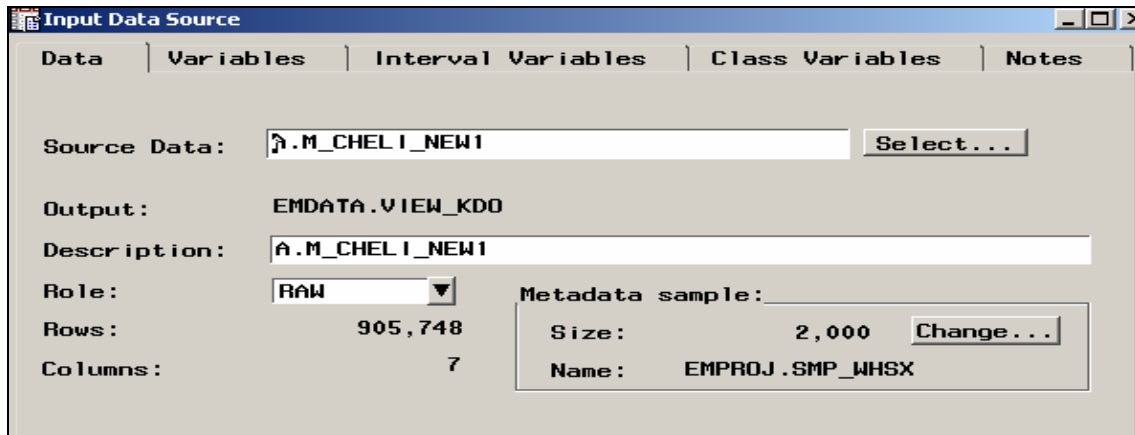 Input Data Source
Data Variables Interval Variables Class Variables Notes
Source Data: A.M_CHELI_NEW1 Select...
Output: EMDATA.VIEW_KDO
Description: A.M_CHELI_NEW1
Role: RAW Metadata sample:
Rows: 905,748 Size: 2,000 Change...
Columns: 7 Name: EMPROJ.SMP_WHSX